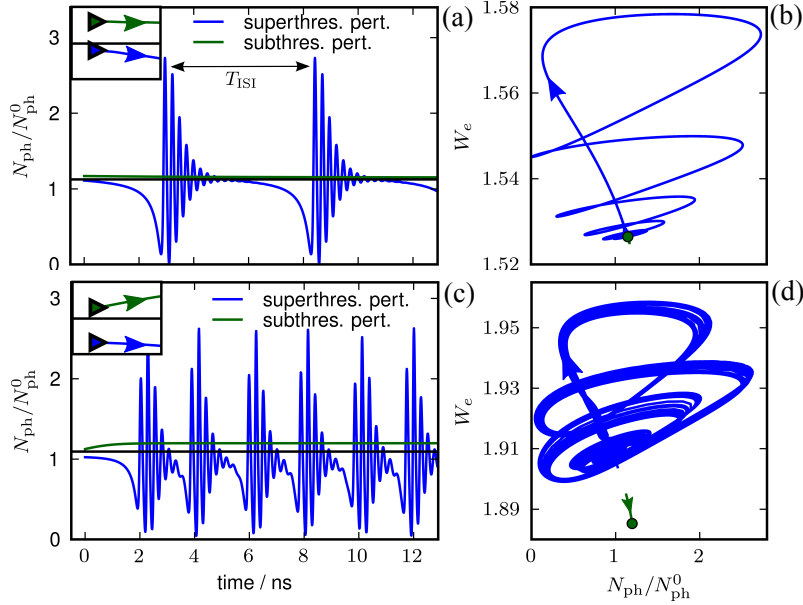 (a)
superthres. pert.
subthres. pert.
T_ISI
N_ph/N_ph^0
3
2
1
0
(b)
W_e
1.58
1.56
1.54
1.52
(c)
superthres. pert.
subthres. pert.
N_ph/N_ph^0
3
2
1
0
0 2 4 6 8 10 12
time / ns
(d)
W_e
1.95
1.93
1.91
1.89
0 1 2
N_ph/N_ph^0